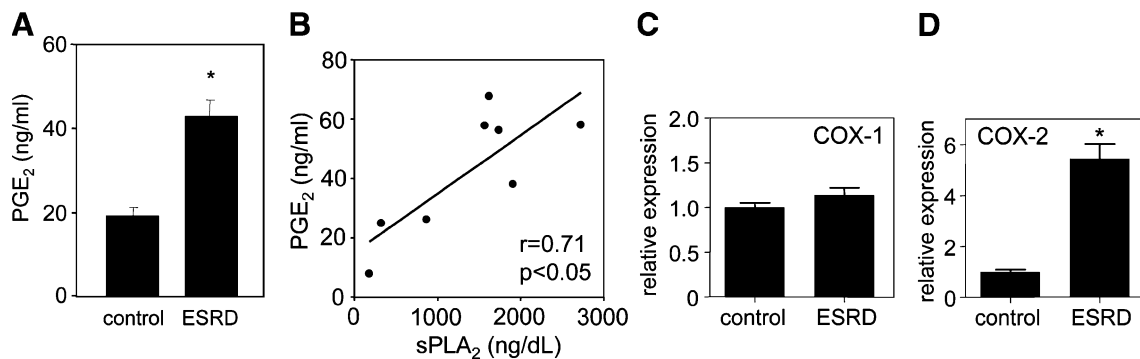 A
PGE₂ (ng/ml)
60
40
20
0
*
control ESRD
B
PGE₂ (ng/ml)
80
60
40
20
0
r=0.71
p<0.05
0 1000 2000 3000
sPLA₂ (ng/dL)
C
relative expression
2.0
1.5
1.0
0.5
0.0
COX-1
control ESRD
D
relative expression
6
4
2
0
COX-2
*
control ESRD